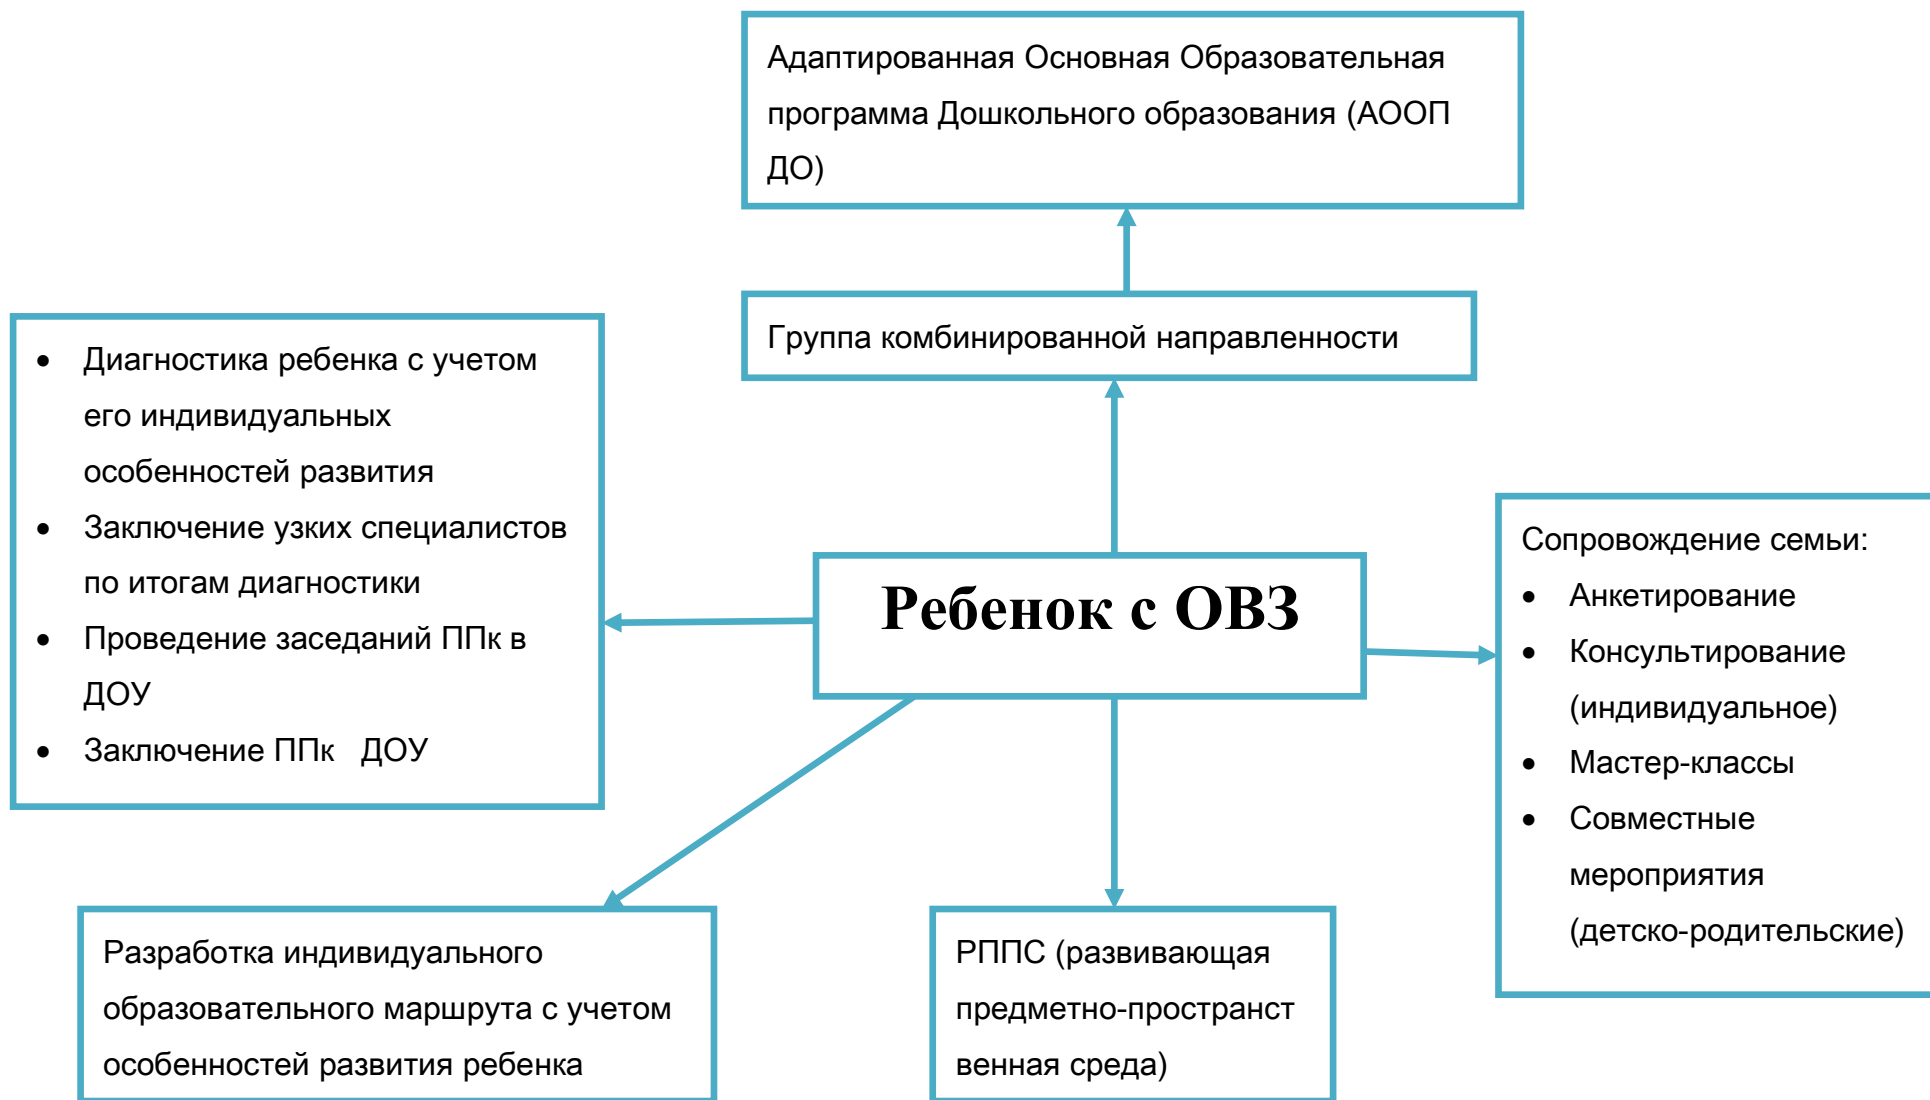 Адаптированная Основная Образовательная
программа Дошкольного образования (АООП
ДО)
Группа комбинированной направленности
• Диагностика ребенка с учетом
его индивидуальных
особенностей развития
• Заключение узких специалистов
по итогам диагностики
• Проведение заседаний ППк в
ДОУ
• Заключение ППк ДОУ
Ребенок с ОВЗ
Сопровождение семьи:
• Анкетирование
• Консультирование
(индивидуальное)
• Мастер-классы
• Совместные
мероприятия
(детско-родительские)
Разработка индивидуального
образовательного маршрута с учетом
особенностей развития ребенка
РППС (развивающая
предметно-пространст
венная среда)